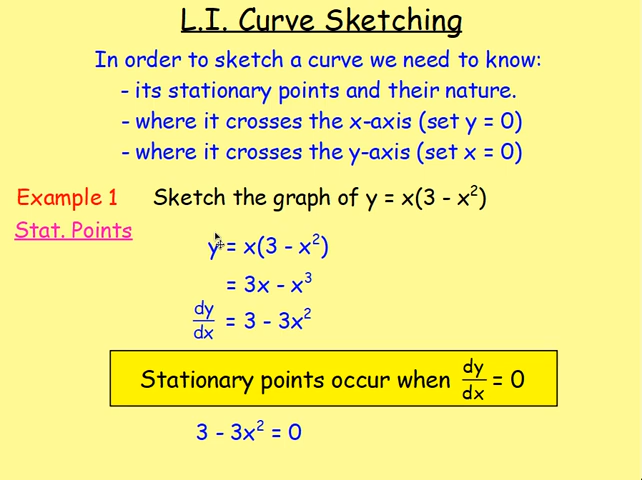 L.I. Curve Sketching
In order to sketch a curve we need to know:
- its stationary points and their nature.
- where it crosses the x-axis (set y = 0)
- where it crosses the y-axis (set x = 0)
Example 1 Sketch the graph of y = x(3 - x²)
Stat. Points
y = x(3 - x²)
= 3x - x³
dy/dx = 3 - 3x²
Stationary points occur when dy/dx = 0
3 - 3x² = 0